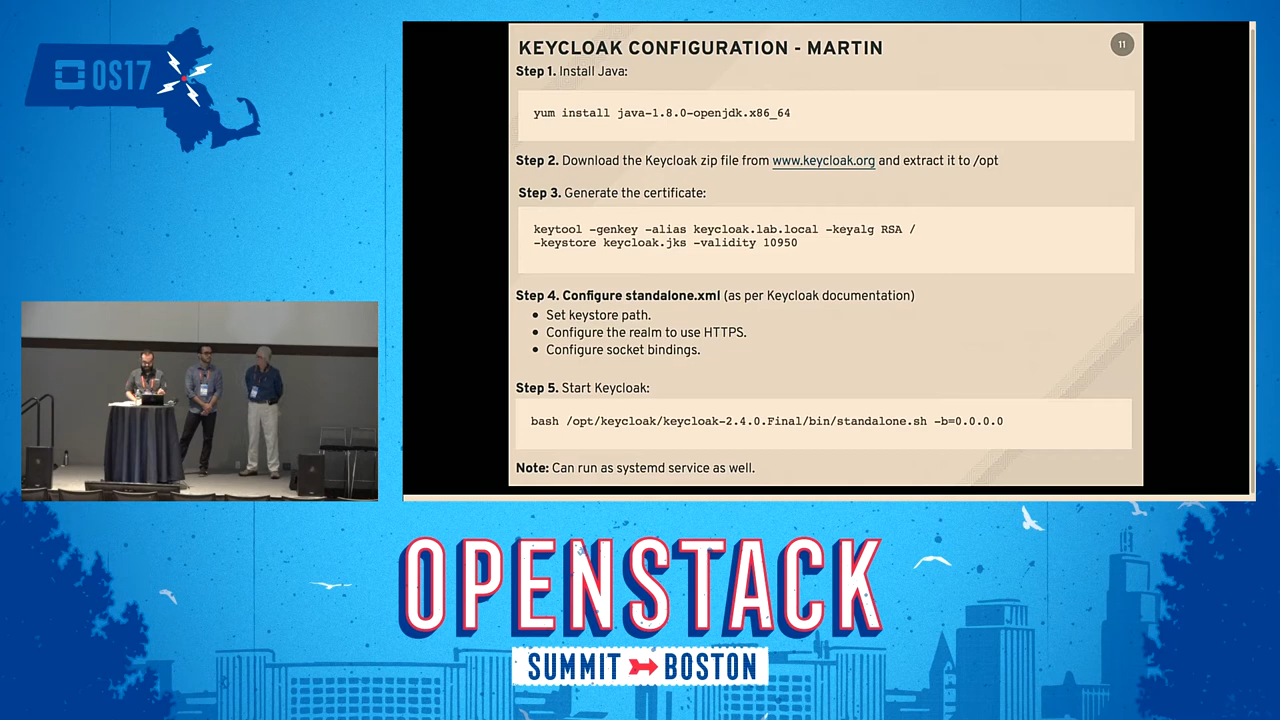 OS17
KEYCLOAK CONFIGURATION - MARTIN
11
Step 1. Install Java:
yum install java-1.8.0-openjdk.x86_64
Step 2. Download the Keycloak zip file from www.keycloak.org and extract it to /opt
Step 3. Generate the certificate:
keytool -genkey -alias keycloak.lab.local -keyalg RSA /
-keystore keycloak.jks -validity 10950
Step 4. Configure standalone.xml (as per Keycloak documentation)
• Set keystore path.
• Configure the realm to use HTTPS.
• Configure socket bindings.
Step 5. Start Keycloak:
bash /opt/keycloak/keycloak-2.4.0.Final/bin/standalone.sh -b=0.0.0.0
Note: Can run as systemd service as well.
OPENSTACK
SUMMIT BOSTON